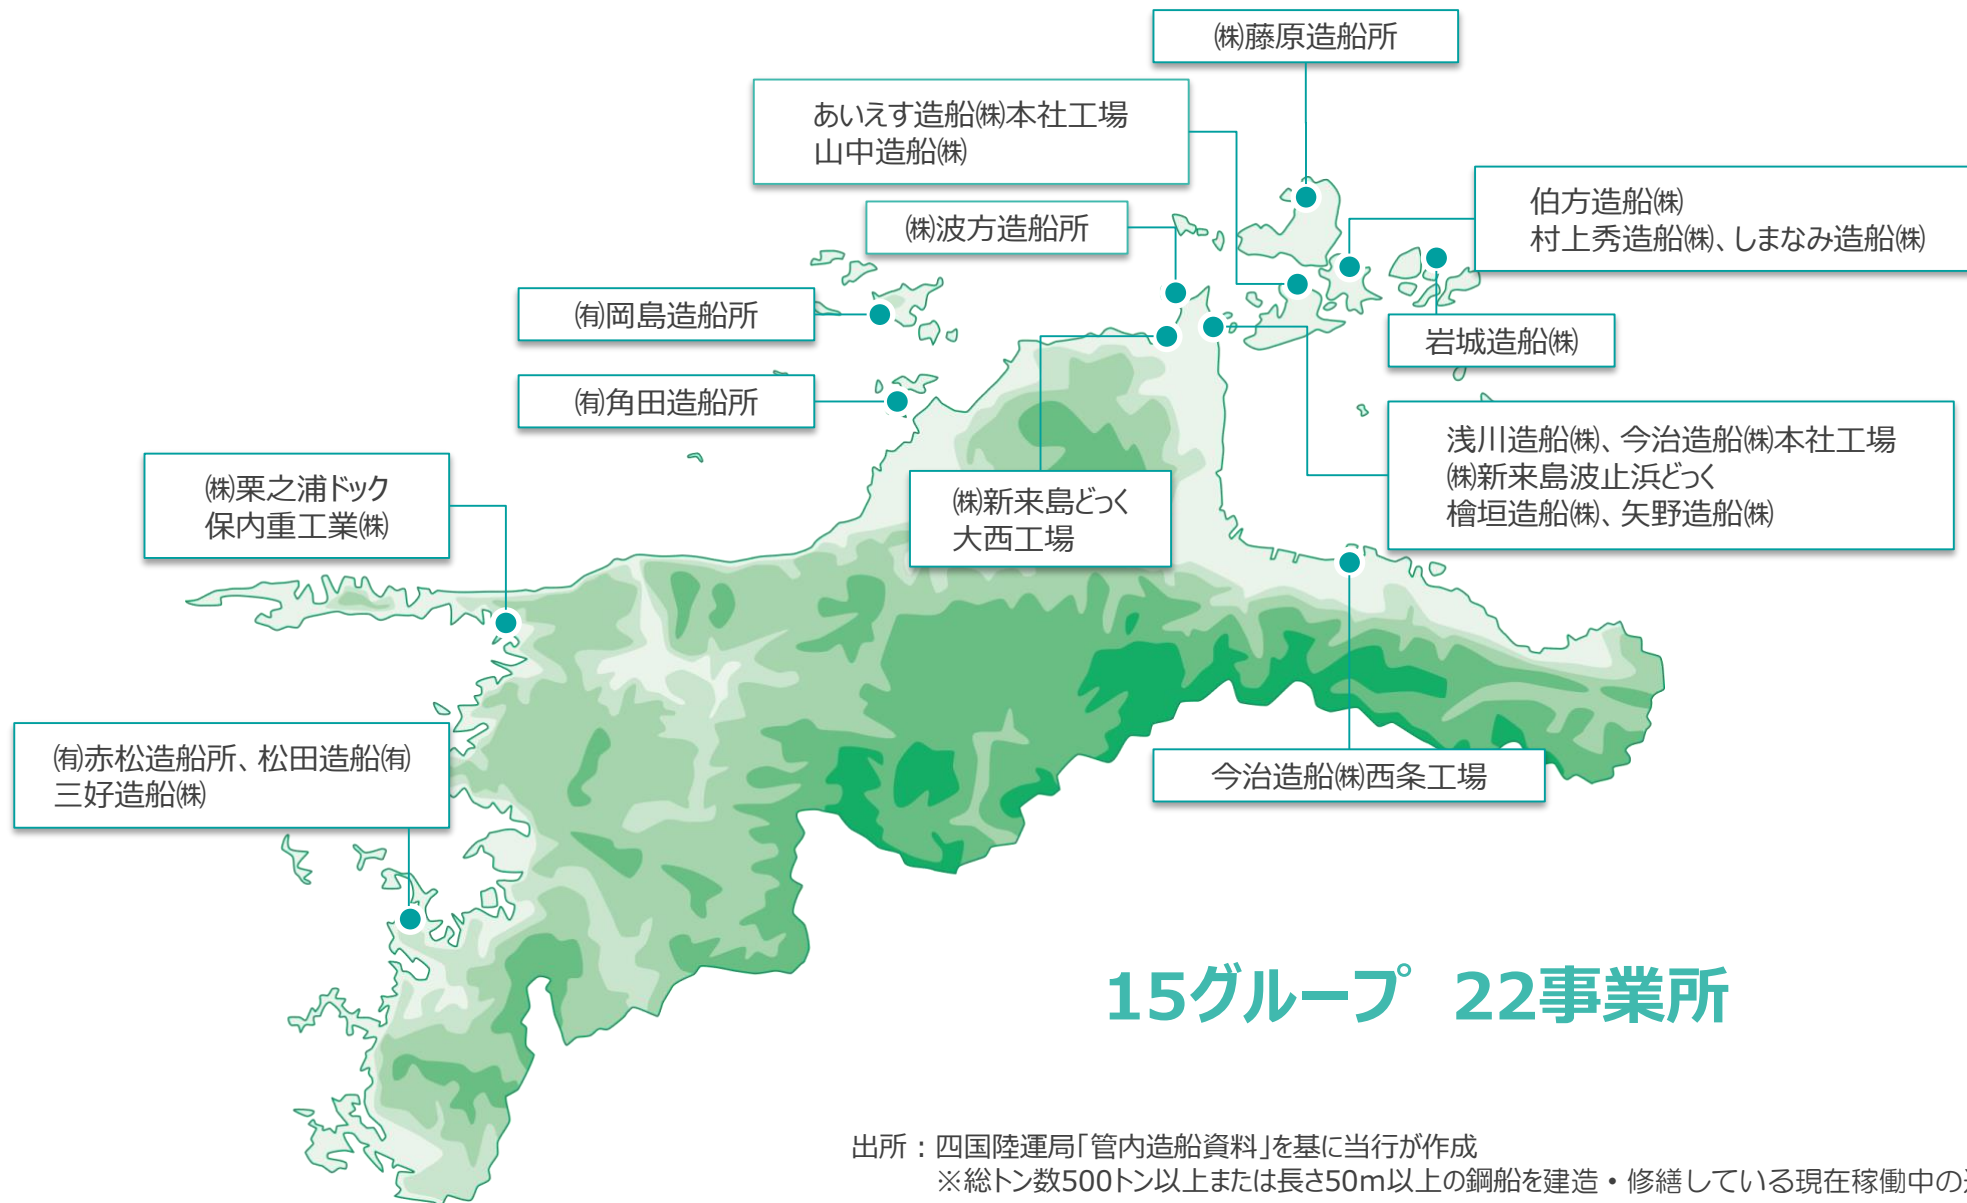 ㈱藤原造船所
あいえす造船㈱本社工場
山中造船㈱
伯方造船㈱
村上秀造船㈱、しまなみ造船㈱
㈱波方造船所
㈲岡島造船所
岩城造船㈱
㈲角田造船所
浅川造船㈱、今治造船㈱本社工場
㈱新来島波止浜どっく
檜垣造船㈱、矢野造船㈱
㈱栗之浦ドック
保内重工業㈱
㈱新来島どっく
大西工場
㈲赤松造船所、松田造船㈲
三好造船㈱
今治造船㈱西条工場
15グループ 22事業所
出所：四国陸運局「管内造船資料」を基に当行が作成
※総トン数500トン以上または長さ50m以上の鋼船を建造・修繕している現在稼働中の